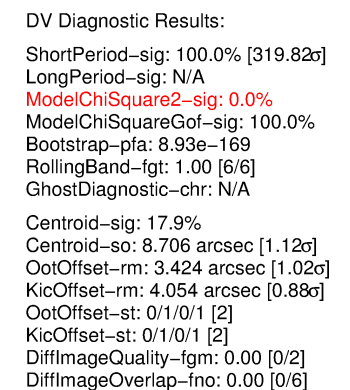 DV Diagnostic Results:
ShortPeriod−sig: 100.0% [319.82σ]
LongPeriod−sig: N/A
ModelChiSquare2−sig: 0.0%
ModelChiSquareGof−sig: 100.0%
Bootstrap−pfa: 8.93e−169
RollingBand−fgt: 1.00 [6/6]
GhostDiagnostic−chr: N/A
Centroid−sig: 17.9%
Centroid−so: 8.706 arcsec [1.12σ]
OotOffset−rm: 3.424 arcsec [1.02σ]
KicOffset−rm: 4.054 arcsec [0.88σ]
OotOffset−st: 0/1/0/1 [2]
KicOffset−st: 0/1/0/1 [2]
DiffImageQuality−fgm: 0.00 [0/2]
DiffImageOverlap−fno: 0.00 [0/6]